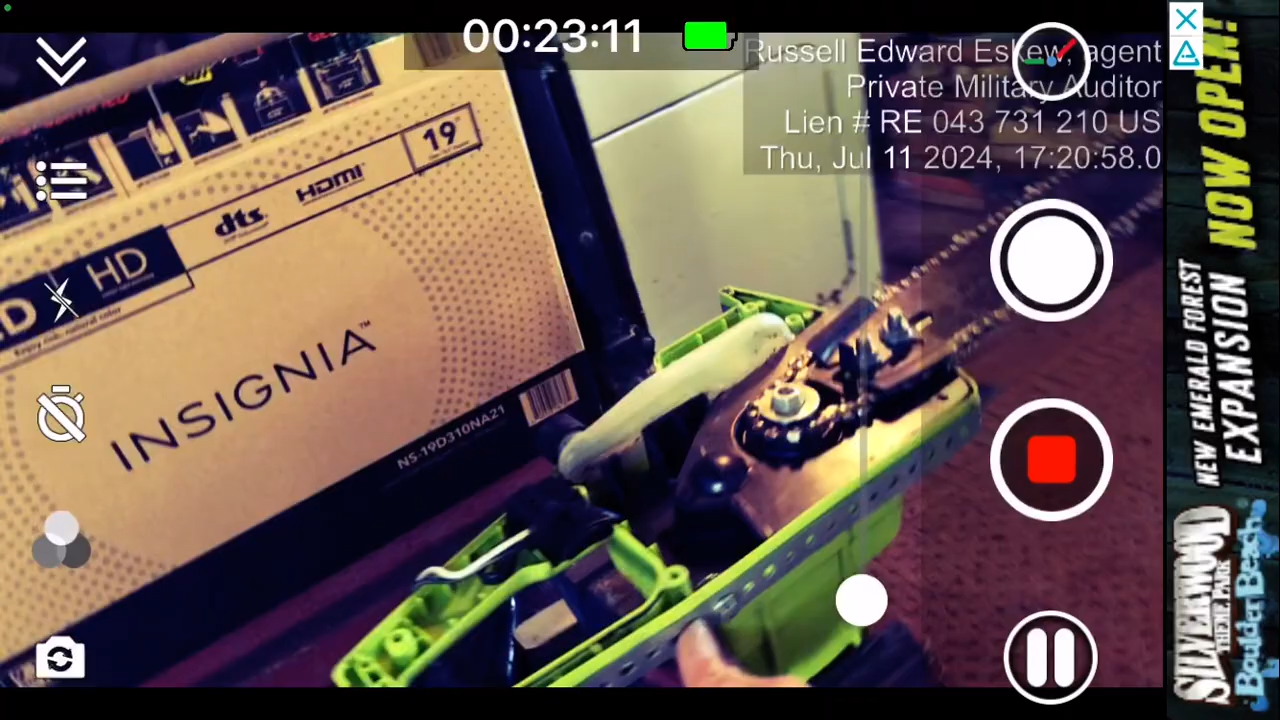 00:23:11
Russell Edward Eskew, agent
Private Military Auditor
Lien # RE 043 731 210 US
Thu, Jul 11 2024, 17:20:58.0
19"
HDMI
dts
HD
INSIGNIA™
NS-19D310NA21
NOW OPEN!
NEW EMERALD FOREST
EXPANSION
SILVERWOOD
THEME PARK
Boulder Beach